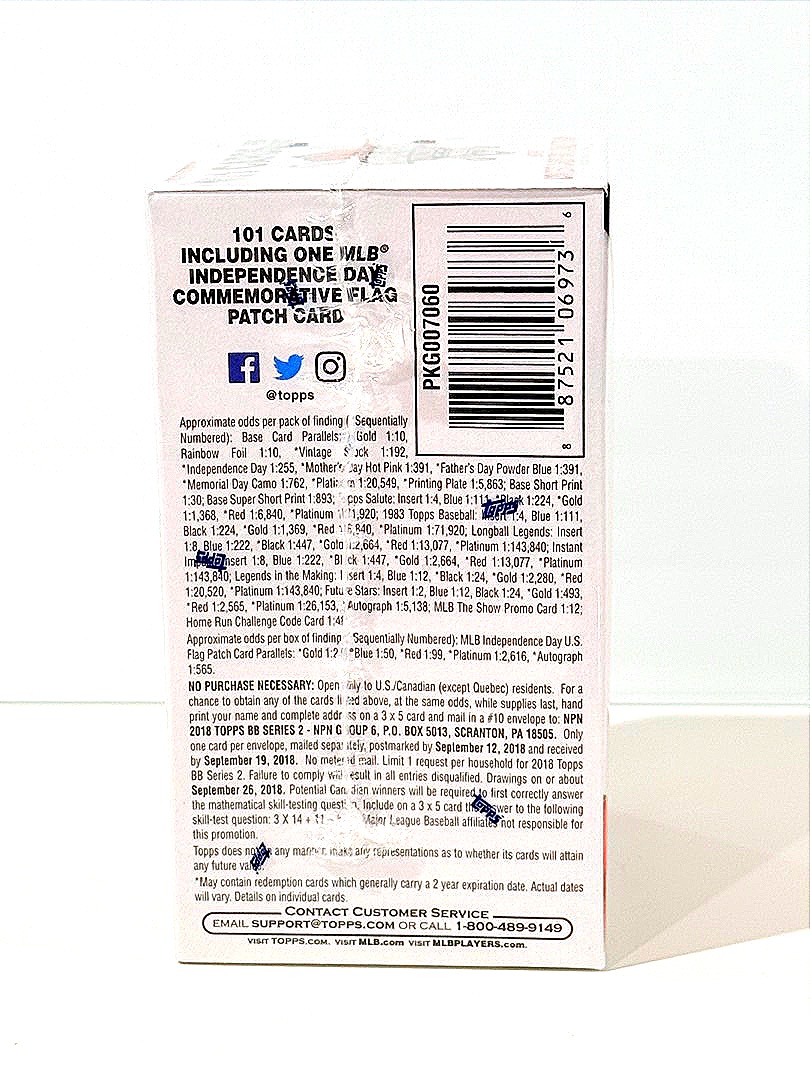 101 CARDS
INCLUDING ONE MLB®
INDEPENDENCE DAY
COMMEMORATIVE FLAG
PATCH CARD
@topps
PKG007060
8 87521 06973 6
Approximate odds per pack of finding (*Sequentially
Numbered): Base Card Parallels: Gold 1:10,
Rainbow Foil 1:10, *Vintage Stock 1:192,
*Independence Day 1:255, *Mother's Day Hot Pink 1:391, *Father's Day Powder Blue 1:391,
*Memorial Day Camo 1:762, *Platinum 1:20,549, *Printing Plate 1:5,863; Base Short Print
1:30; Base Super Short Print 1:893; Topps Salute: Insert 1:4, Blue 1:111, *Black 1:224, *Gold
1:1,368, *Red 1:6,840, *Platinum 1:71,920; 1983 Topps Baseball: Insert 1:4, Blue 1:111,
Black 1:224, *Gold 1:1,369, *Red 1:6,840, *Platinum 1:71,920; Longball Legends: Insert
1:8, Blue 1:222, *Black 1:447, *Gold 1:2,664, *Red 1:13,077, *Platinum 1:143,840; Instant
Impact: Insert 1:8, Blue 1:222, *Black 1:447, *Gold 1:2,664, *Red 1:13,077, *Platinum
1:143,840; Legends in the Making: Insert 1:4, Blue 1:12, *Black 1:24, *Gold 1:2,280, *Red
1:20,520, *Platinum 1:143,840; Future Stars: Insert 1:2, Blue 1:12, Black 1:24, *Gold 1:493,
*Red 1:2,565, *Platinum 1:26,153, *Autograph 1:5,138; MLB The Show Promo Card 1:12;
Home Run Challenge Code Card
Approximate odds per box of finding Sequentially Numbered): MLB Independence Day U.S.
Flag Patch Card Parallels: *Gold *Blue 1:50, *Red 1:99, *Platinum 1:2,616, *Autograph
1:565.
NO PURCHASE NECESSARY: Open only to U.S./Canadian (except Quebec) residents. For a
chance to obtain any of the cards listed above, at the same odds, while supplies last, hand
print your name and complete address on a 3 x 5 card and mail in a #10 envelope to: NPN
2018 TOPPS BB SERIES 2 - NPN GROUP 6, P.O. BOX 5013, SCRANTON, PA 18505. Only
one card per envelope, mailed separately, postmarked by September 12, 2018 and received
by September 19, 2018. No metered mail. Limit 1 request per household for 2018 Topps
BB Series 2. Failure to comply will result in all entries disqualified. Drawings on or about
September 26, 2018. Potential Canadian winners will be required to first correctly answer
the mathematical skill-testing question. Include on a 3 x 5 card the answer to the following
skill-test question: 3 X 14 + 11 - Major League Baseball affiliates not responsible for
this promotion.
Topps does not in any manner, make any representations as to whether its cards will attain
any future value.
*May contain redemption cards which generally carry a 2 year expiration date. Actual dates
will vary. Details on individual cards.
CONTACT CUSTOMER SERVICE
EMAIL SUPPORT@TOPPS.COM OR CALL 1-800-489-9149
VISIT TOPPS.COM. VISIT MLB.com VISIT MLBPLAYERS.com.